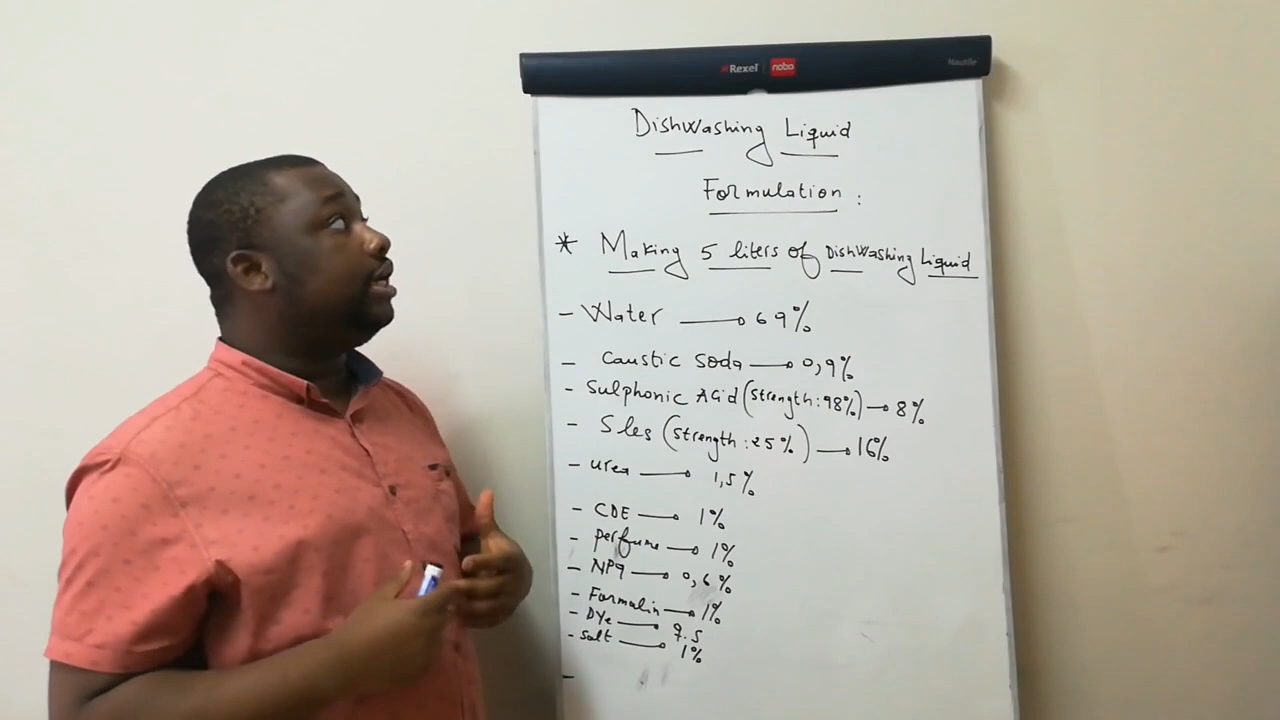 Rexel nobo Nautile
Dishwashing Liquid
Formulation :
* Making 5 liters of Dishwashing Liquid
- Water → 69%
- Caustic Soda → 0,9%
- Sulphonic Acid (strength: 98%) → 8%
- Sles (strength: 25%) → 16%
- urea → 1,5%
- CDE → 1%
- perfume → 1%
- NP9 → 0,6%
- Formalin → 1%
- Dye → q.s
- Salt → 1%
-